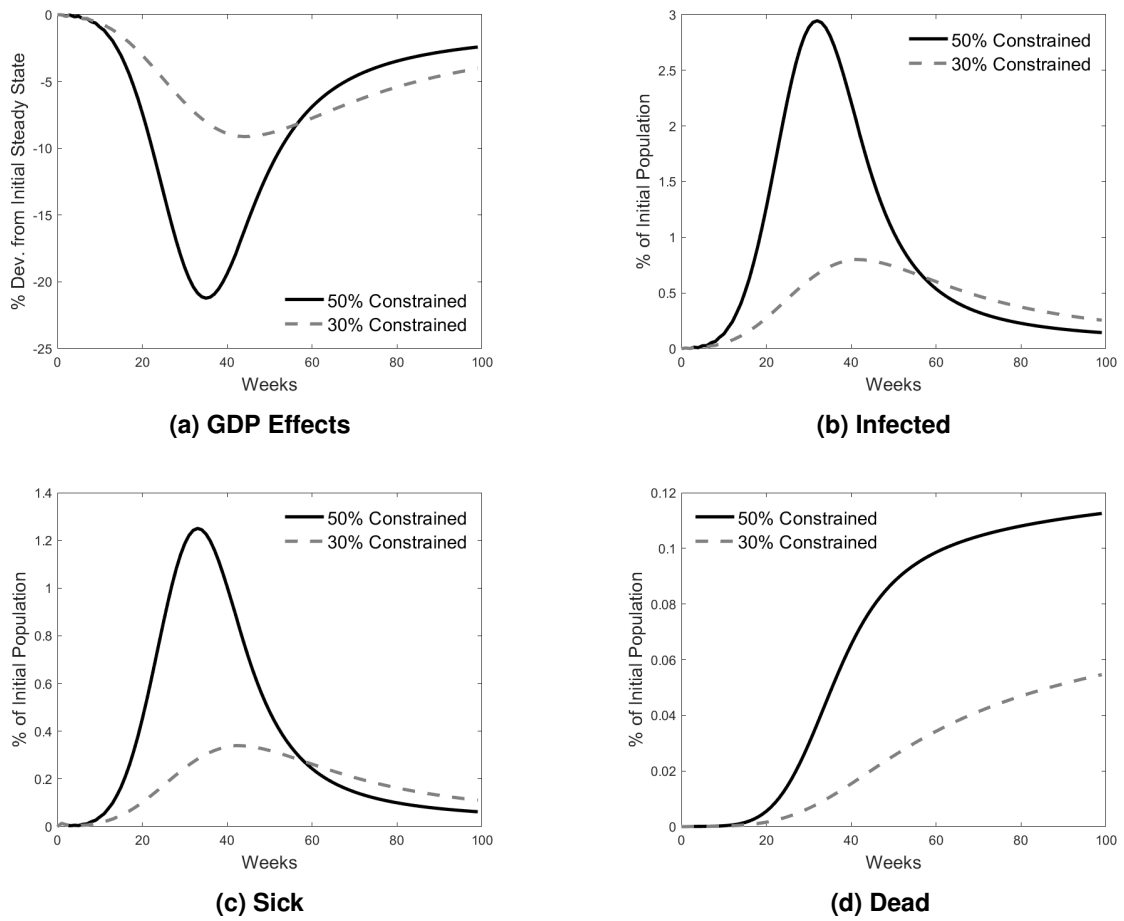 % Dev. from Initial Steady State
0
-5
-10
-15
-20
-25
0 20 40 60 80 100
Weeks
50% Constrained
30% Constrained
(a) GDP Effects
% of Initial Population
3
2.5
2
1.5
1
0.5
0
0 20 40 60 80 100
Weeks
50% Constrained
30% Constrained
(b) Infected
% of Initial Population
1.4
1.2
1
0.8
0.6
0.4
0.2
0
0 20 40 60 80 100
Weeks
50% Constrained
30% Constrained
(c) Sick
% of Initial Population
0.12
0.1
0.08
0.06
0.04
0.02
0
0 20 40 60 80 100
Weeks
50% Constrained
30% Constrained
(d) Dead